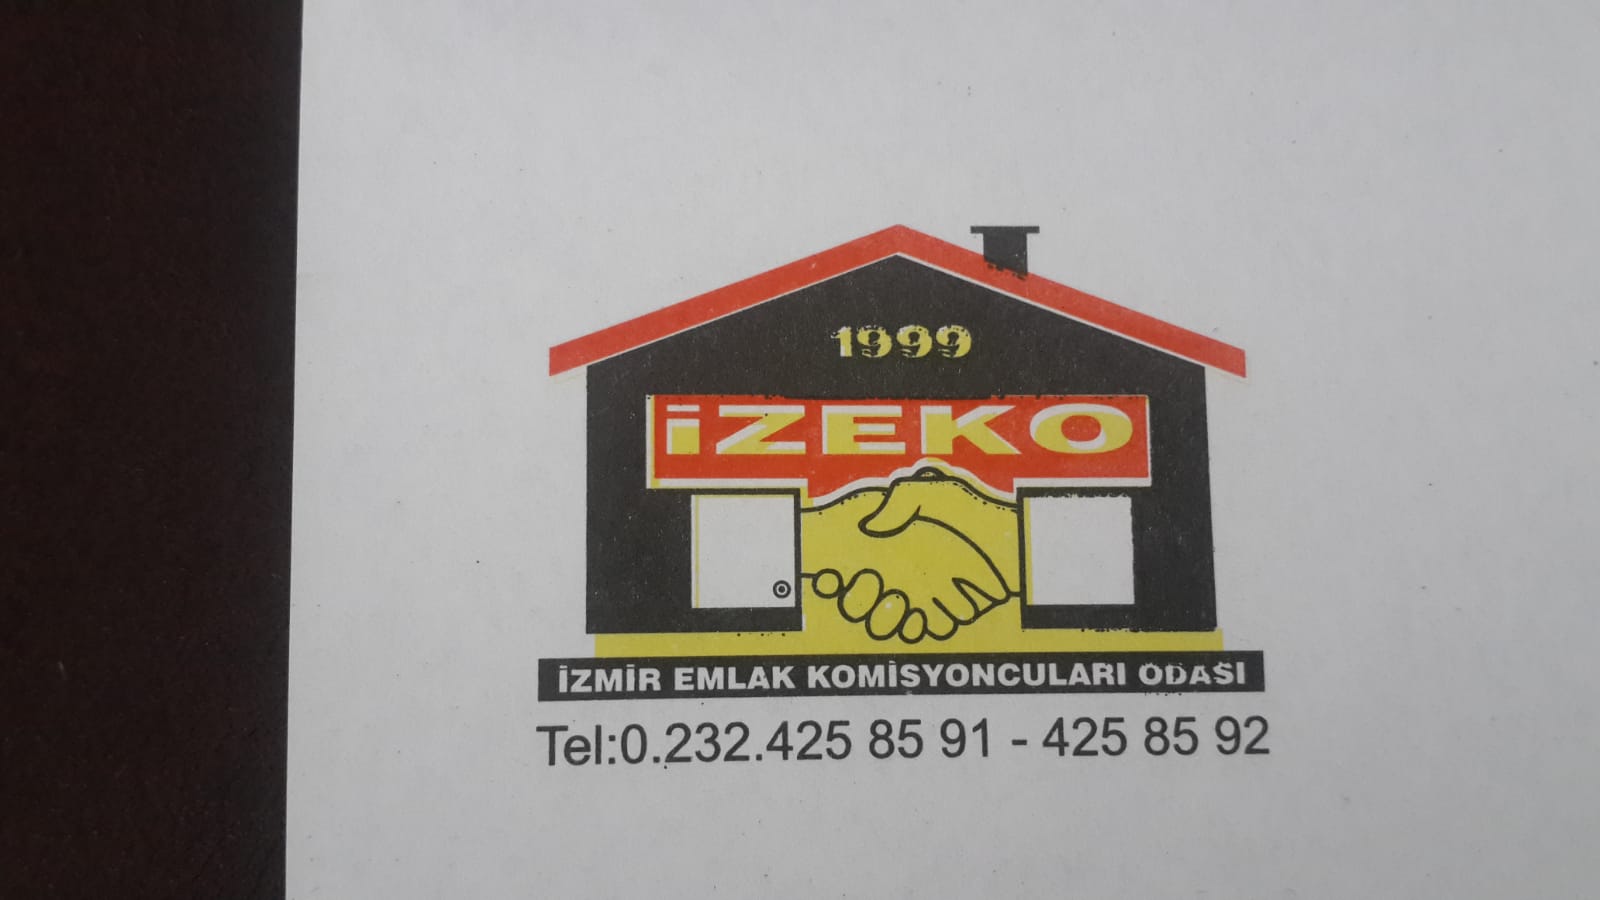 1999
İZEKO
İZMİR EMLAK KOMİSYONCULARI ODASI
Tel:0.232.425 85 91 - 425 85 92